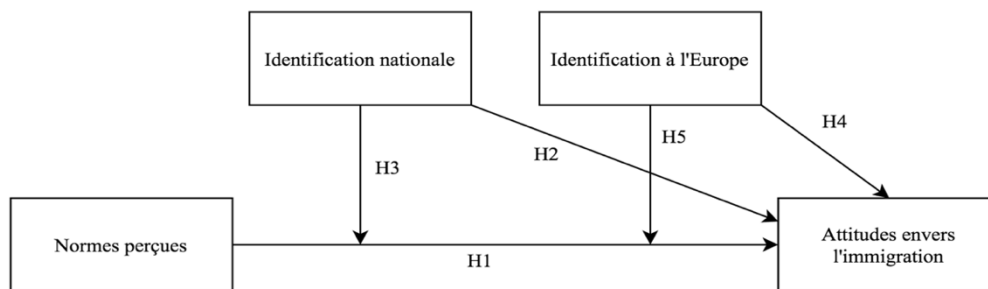 Identification nationale
Identification à l'Europe
H4
H2
H5
H3
Normes perçues
H1
Attitudes envers
l'immigration